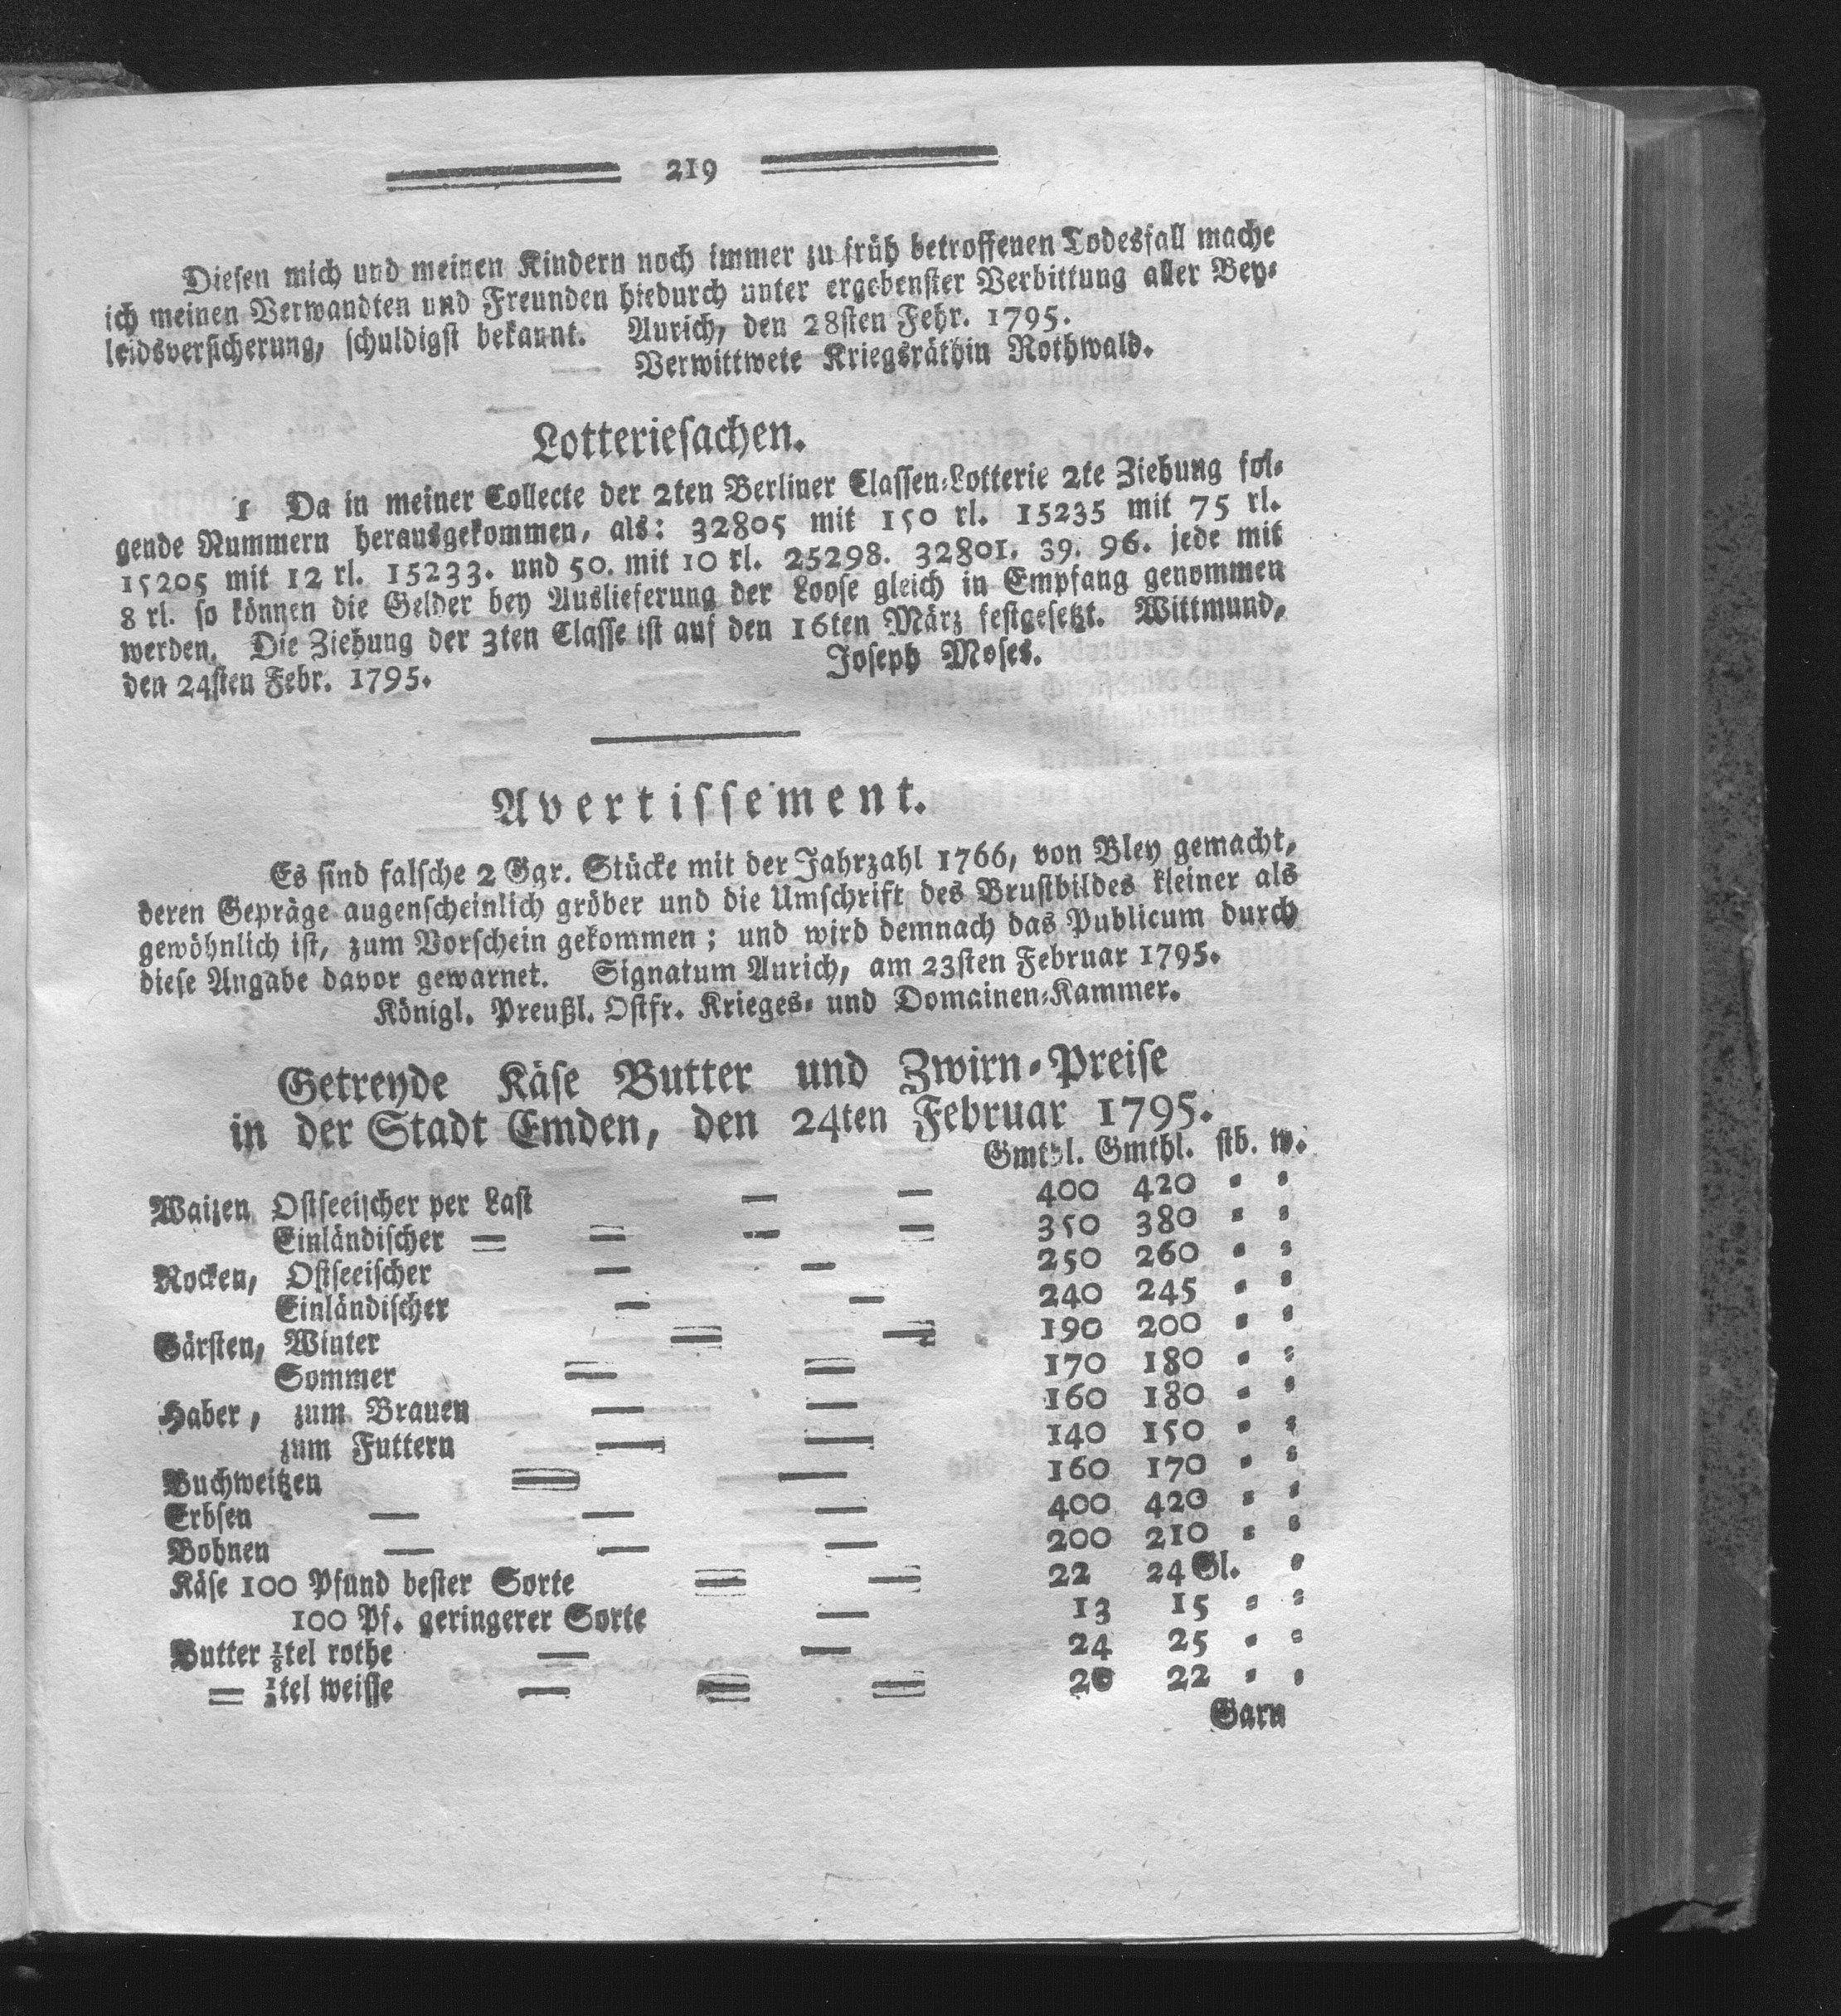 219
Diesen mich und meinen Kindern noch immer zu früh betroffenen Todesfall mache
ich meinen Verwandten und Freunden hiedurch unter ergebenster Verbittung aller Bey⸗
leidsversicherung, schuldigst bekannt. Aurich, den 28sten Febr. 1795.
Verwittwete Kriegsräthin Rothwald.
Lotteriesachen.
1 Da in meiner Collecte der 2ten Berliner Classen⸗Lotterie 2te Ziehung fol⸗
gende Nummern herausgekommen, als: 32805 mit 150 rl. 15235 mit 75 rl.
15205 mit 12 rl. 15233. und 50. mit 10 rl. 25298. 32801. 39. 96. jede mit
8 rl. so können die Gelder bey Auslieferung der Loose gleich in Empfang genommen
werden. Die Ziehung der 3ten Classe ist auf den 16ten März festgesetzt. Wittmund,
den 24sten Febr. 1795. Joseph Moses.
Avertissement.
Es sind falsche 2 Ggr. Stücke mit der Jahrzahl 1766, von Bley gemacht,
deren Gepräge augenscheinlich gröber und die Umschrift des Brustbildes kleiner als
gewöhnlich ist, zum Vorschein gekommen; und wird demnach das Publicum durch
diese Angabe davor gewarnet. Signatum Aurich, am 23sten Februar 1795.
Königl. Preußl. Ostfr. Krieges⸗ und Domainen⸗Kammer.
Getreyde Käse Butter und Zwirn⸗Preise
in der Stadt Emden, den 24ten Februar 1795.
Gmthl. Gmthl. stb. w.
Waizen Ostseeischer per Last — — 400 420 ⸗ ⸗
Einländischer — — — — 350 380 ⸗ ⸗
Rocken, Ostseeischer — — 250 260 ⸗ ⸗
Einländischer — — 240 245 ⸗ ⸗
Gärsten, Winter — — 190 200 ⸗ ⸗
Sommer — — 170 180 ⸗ ⸗
Haber, zum Brauen — — 160 180 ⸗ ⸗
zum Futtern — — 140 150 ⸗ ⸗
Buchweitzen — — 160 170 ⸗ ⸗
Erbsen — — — 400 420 ⸗ ⸗
Bohnen — — — 200 210 ⸗ ⸗
Käse 100 Pfund bester Sorte — — 22 24 Gl. ⸗
100 Pf. geringerer Sorte — 13 15 ⸗ ⸗
Butter 1/8tel rothe — — 24 25 ⸗ ⸗
— tel weisse — — — 20 22 ⸗ ⸗
Garn